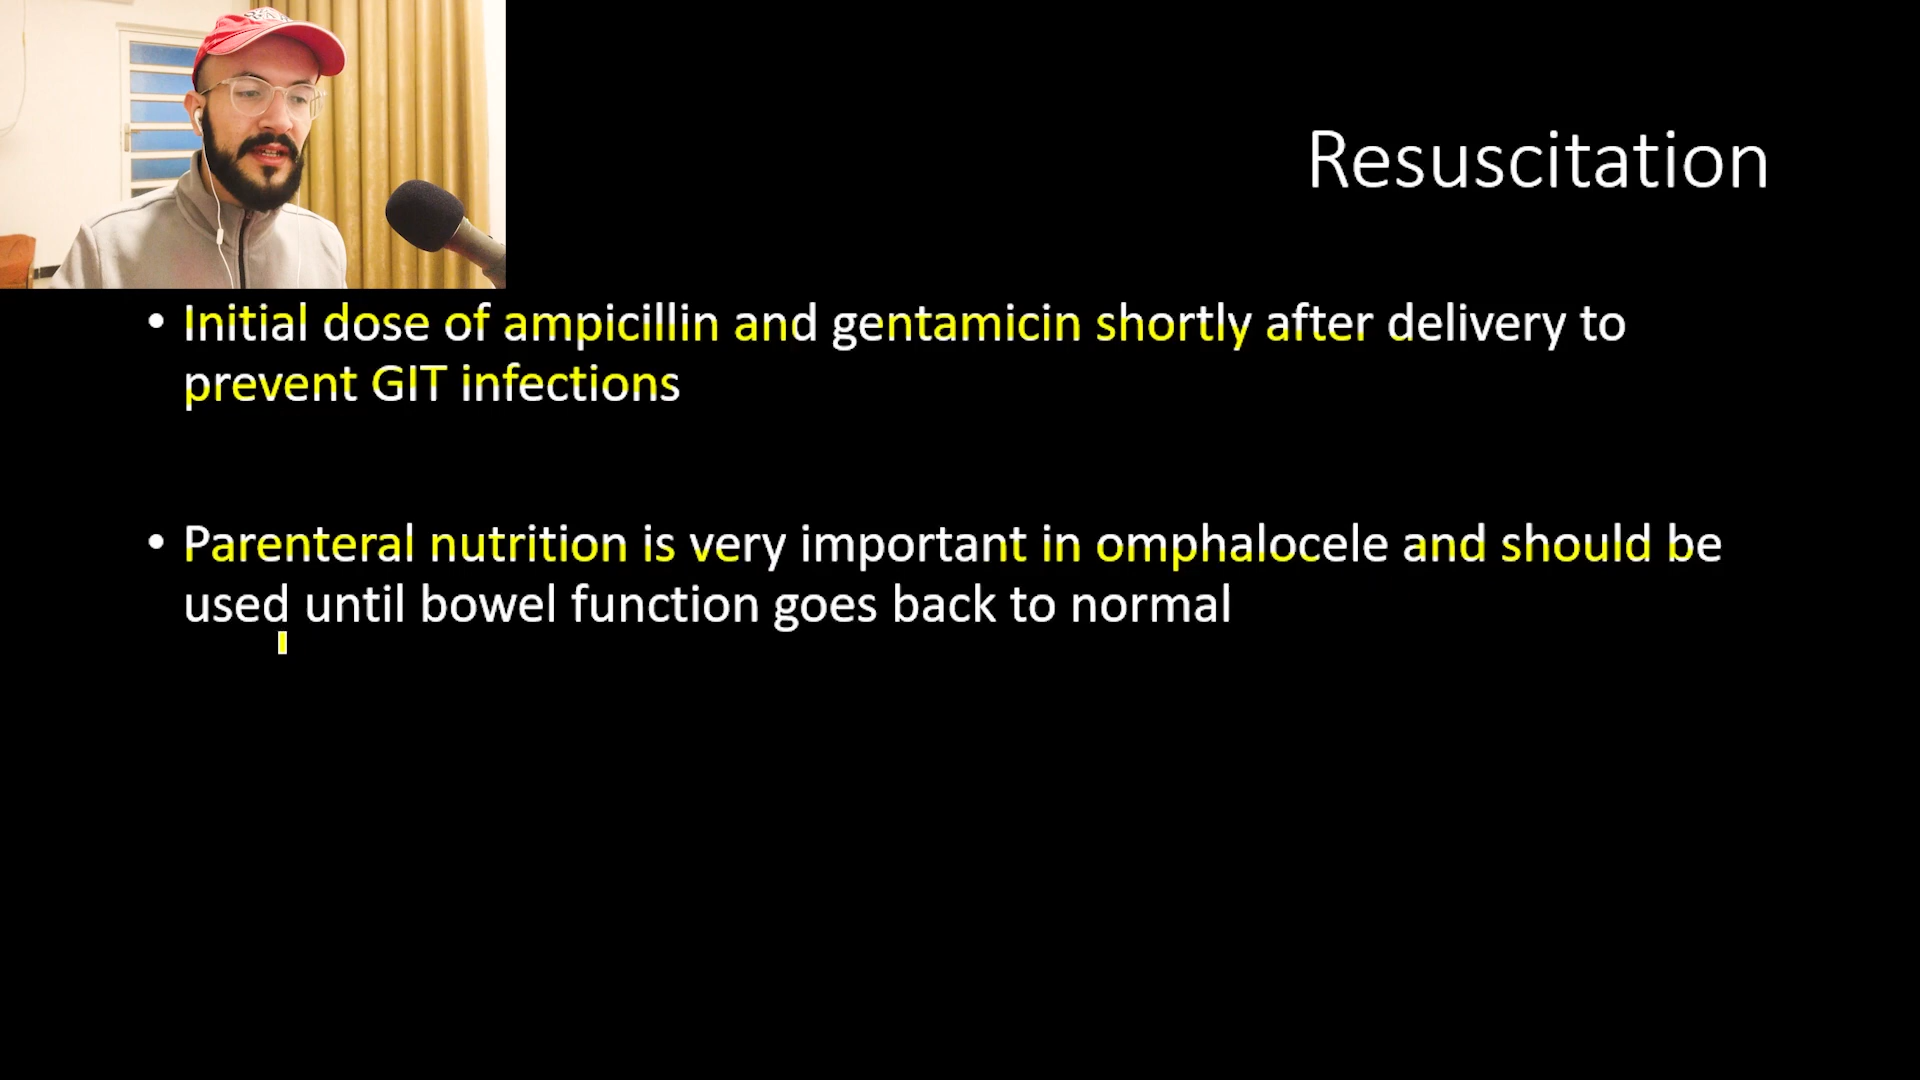 Resuscitation
• Initial dose of ampicillin and gentamicin shortly after delivery to
prevent GIT infections
• Parenteral nutrition is very important in omphalocele and should be
used until bowel function goes back to normal